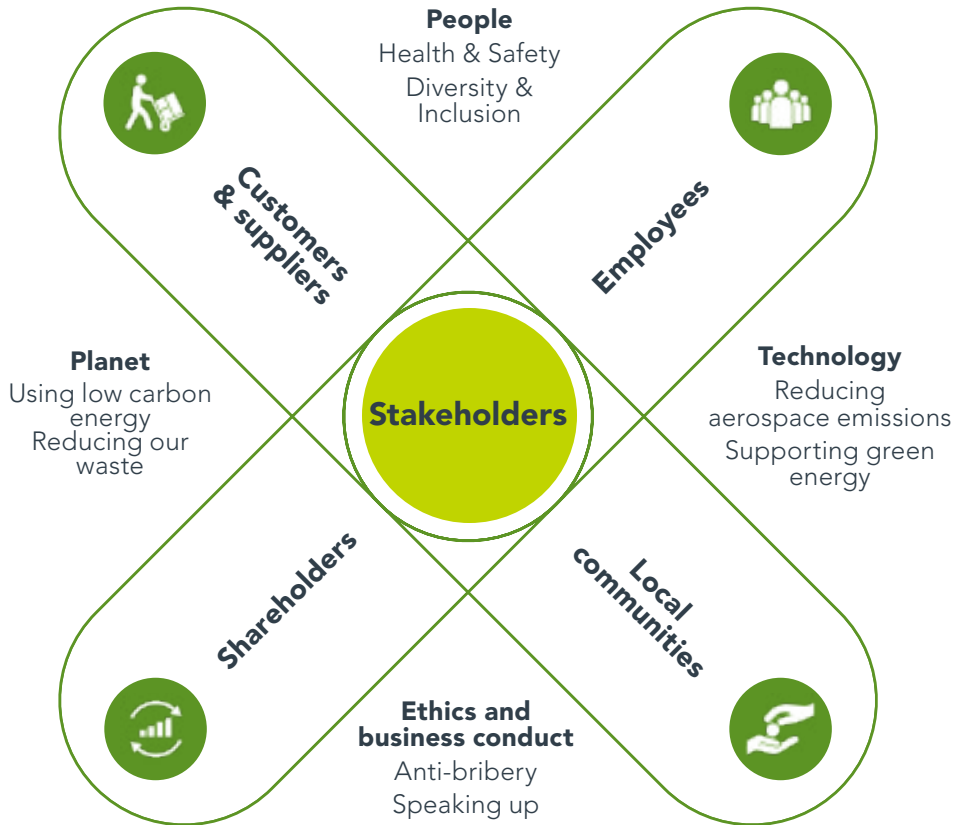 People
Health & Safety
Diversity &
Inclusion
Customers
& suppliers
Employees
Planet
Using low carbon
energy
Reducing our
waste
Stakeholders
Technology
Reducing
aerospace emissions
Supporting green
energy
Shareholders
Local
communities
Ethics and
business conduct
Anti-bribery
Speaking up